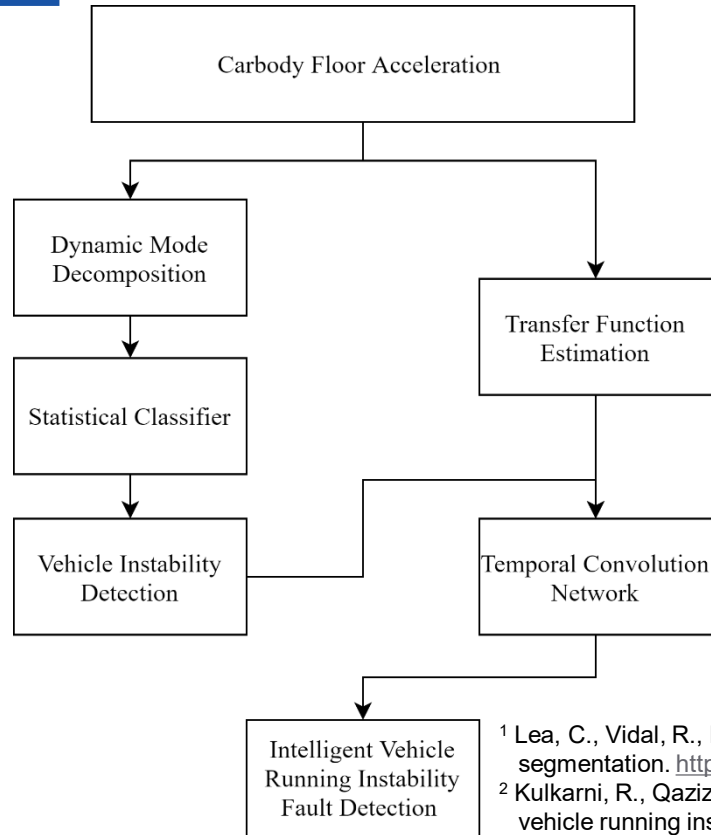 Carbody Floor Acceleration
Dynamic Mode
Decomposition
Transfer Function
Estimation
Statistical Classifier
Vehicle Instability
Detection
Temporal Convolution
Network
Intelligent Vehicle
Running Instability
Fault Detection
¹ Lea, C., Vidal, R.,
segmentation. http
² Kulkarni, R., Qaziz
vehicle running ins